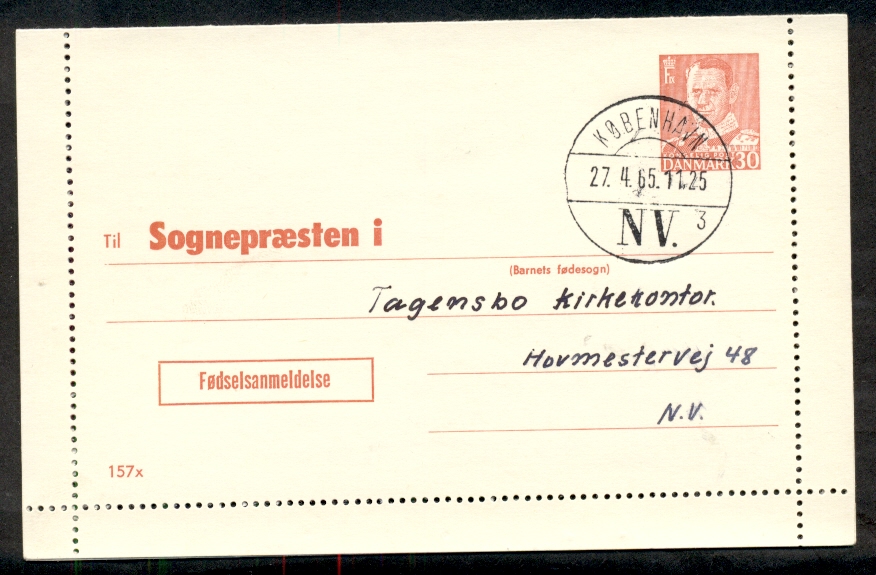 DANMARK 30
KØBENHAVN
27. 4. 65. 11.25
NV. 3
Til Sognepræsten i
(Barnets fødesogn)
Tagensbo kirkekontor.
Hovmestervej 48
N.V.
Fødselsanmeldelse
157x